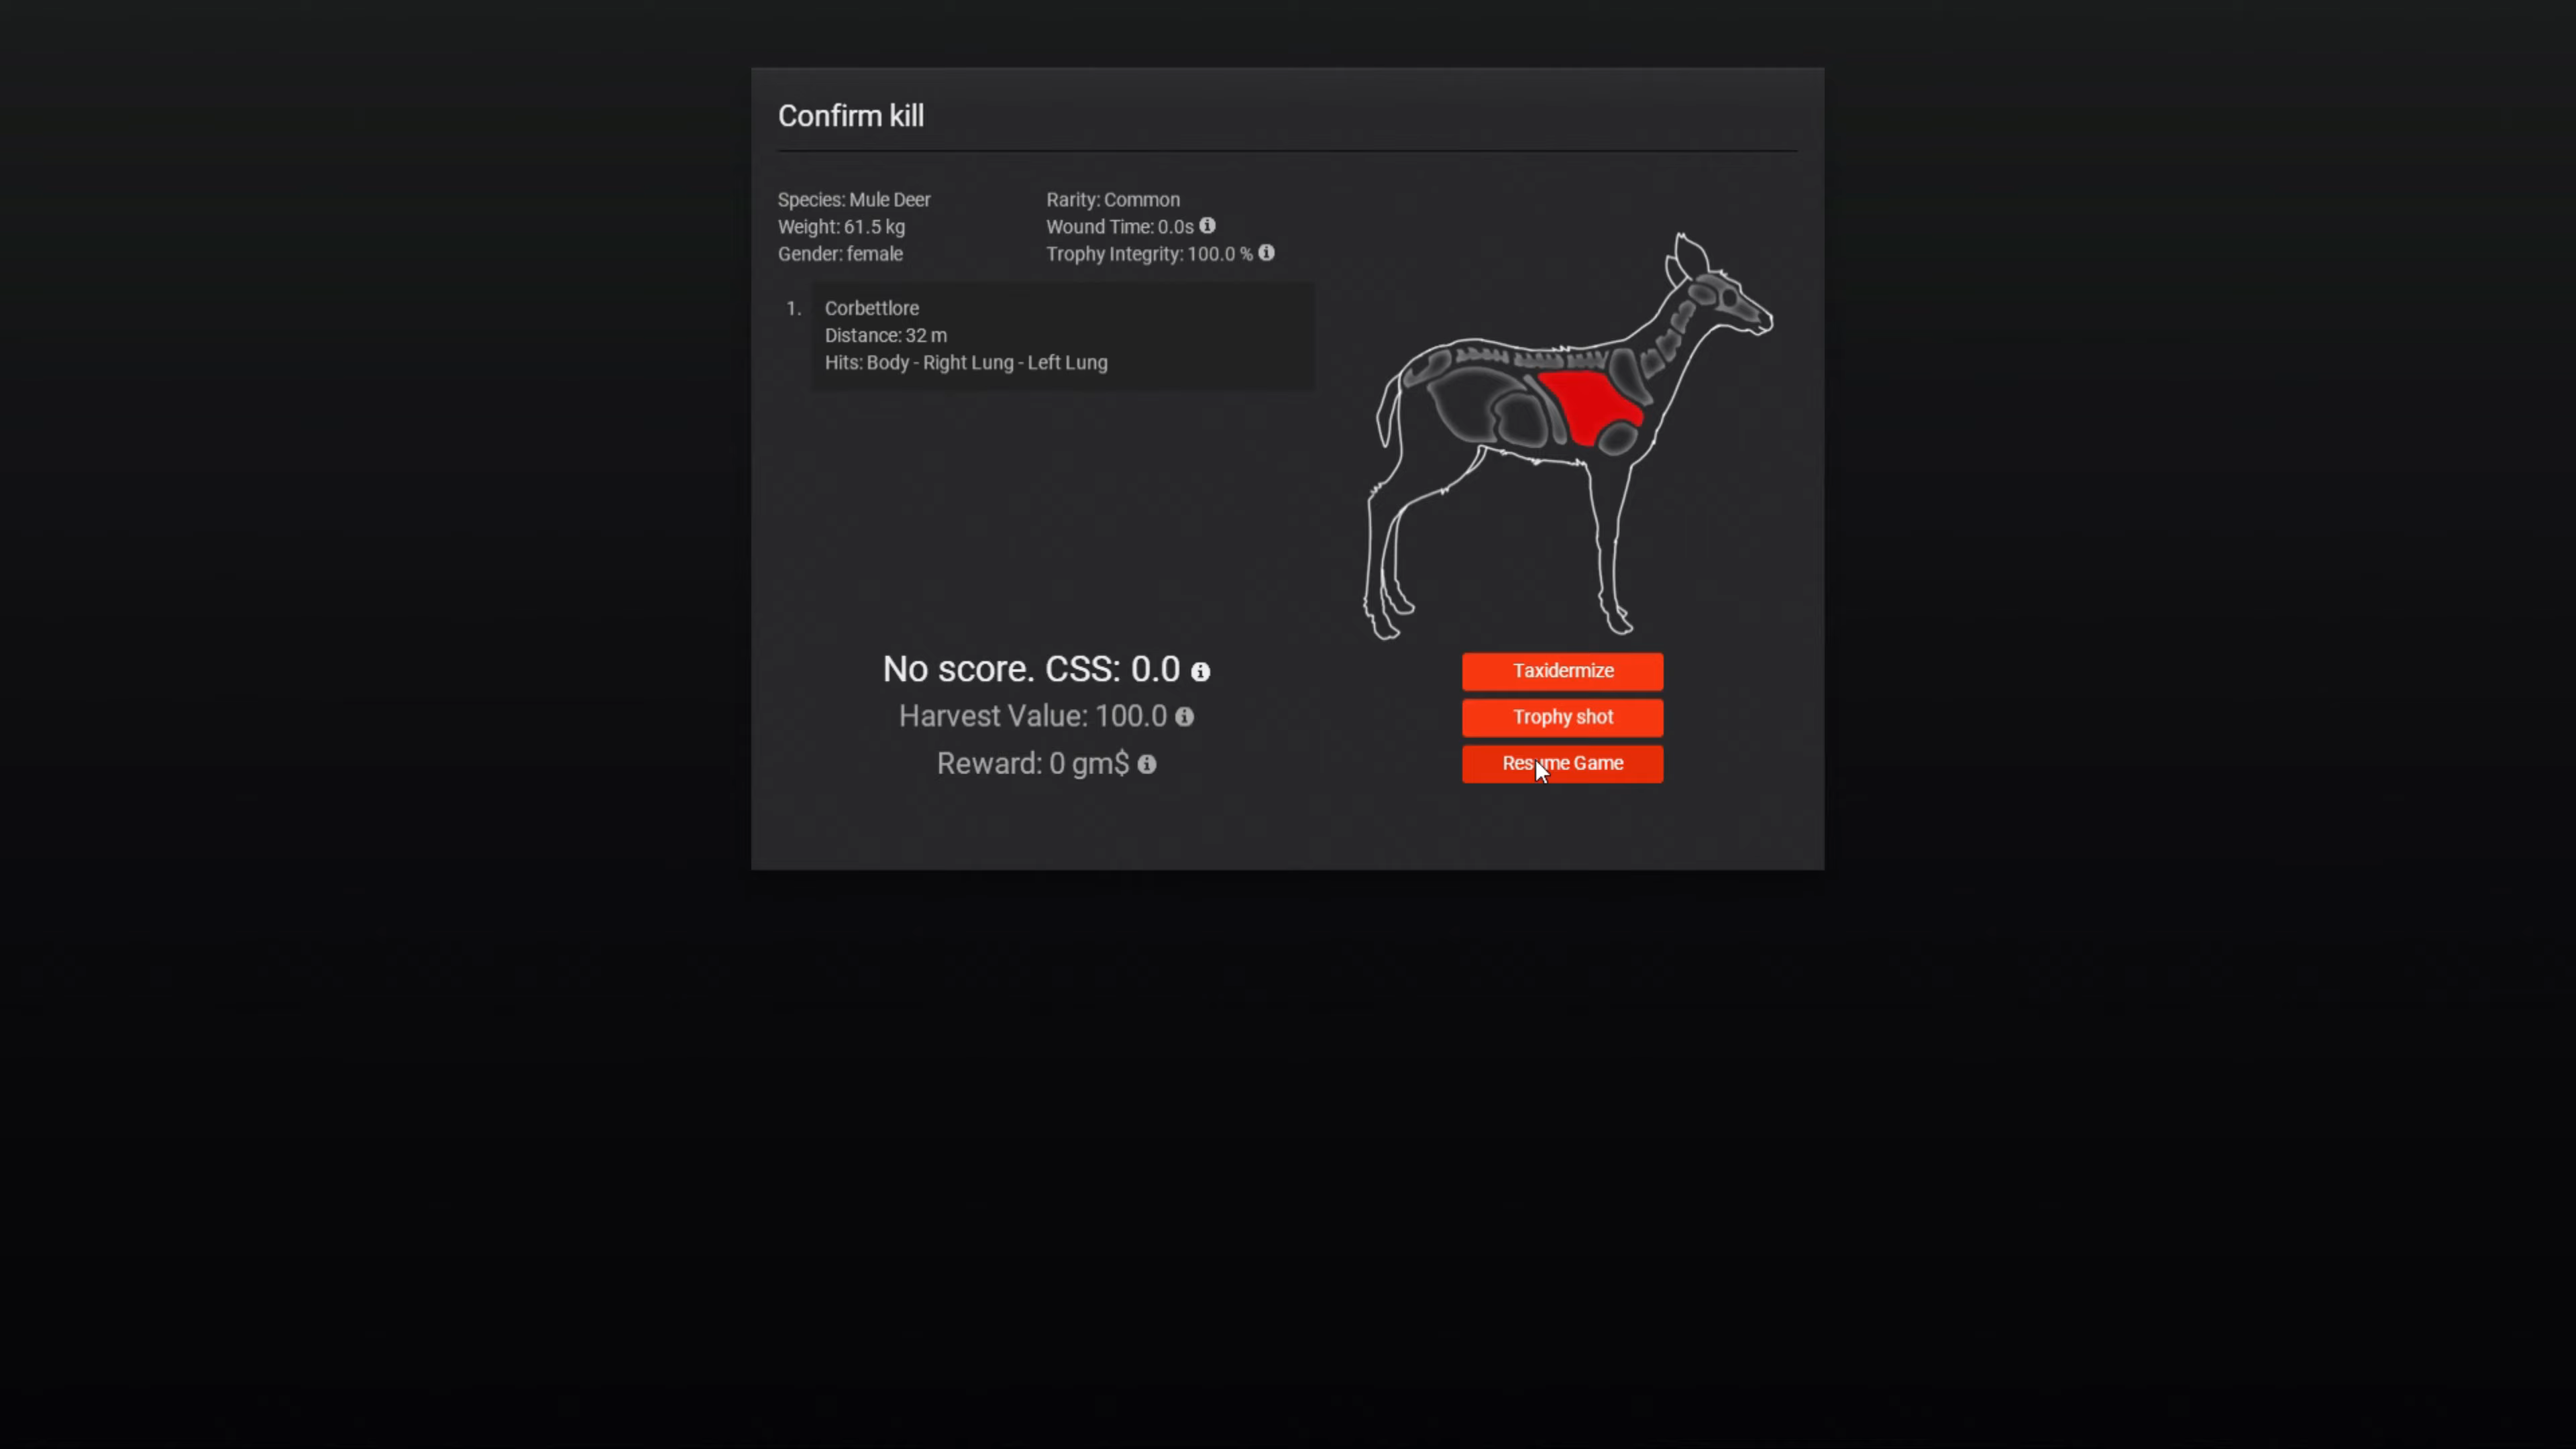 Confirm kill
Species: Mule Deer
Weight: 61.5 kg
Gender: female
Rarity: Common
Wound Time: 0.0s
Trophy Integrity: 100.0 %
1.
Corbettlore
Distance: 32 m
Hits: Body - Right Lung - Left Lung
No score. CSS: 0.0
Harvest Value: 100.0
Reward: 0 gm$
Taxidermize
Trophy shot
Resume Game